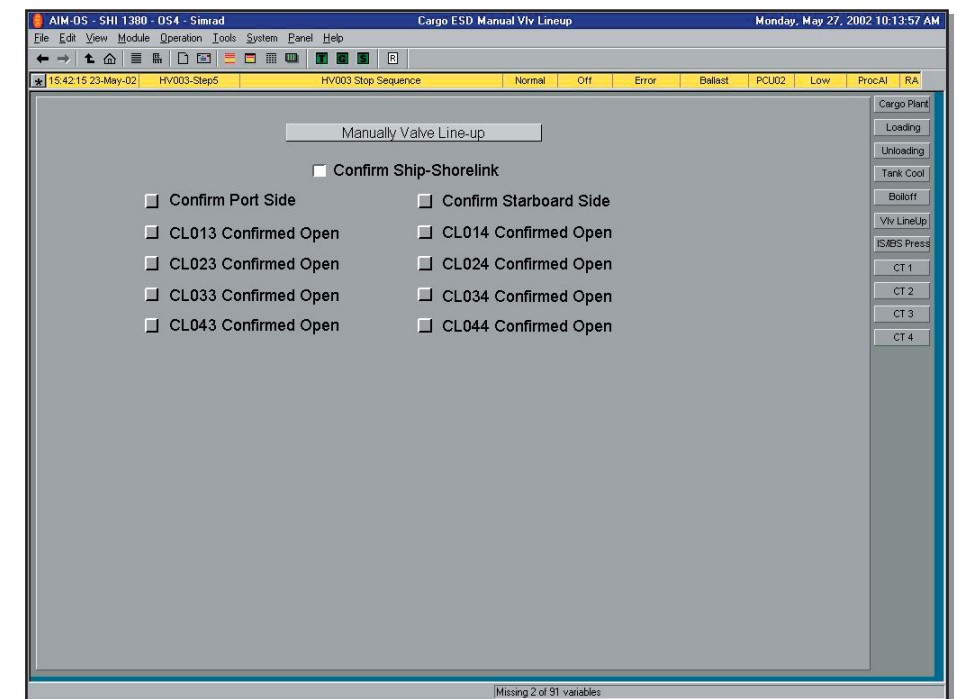 AIM-OS - SHI 1380 - OS4 - Simrad Cargo ESD Manual Vlv Lineup Monday, May 27, 2002 10:13:57 AM
File Edit View Module Operation Tools System Panel Help
T G S R
* 15:42:15 23-May-02 HV003-Step5 HV003 Stop Sequence Normal Off Error Ballast PCU02 Low ProcAl RA
Manually Valve Line-up
Confirm Ship-Shorelink
Confirm Port Side Confirm Starboard Side
CL013 Confirmed Open CL014 Confirmed Open
CL023 Confirmed Open CL024 Confirmed Open
CL033 Confirmed Open CL034 Confirmed Open
CL043 Confirmed Open CL044 Confirmed Open
Cargo Plant
Loading
Unloading
Tank Cool
Boiloff
Vlv LineUp
IS/IBS Press
CT 1
CT 2
CT 3
CT 4
Missing 2 of 91 variables